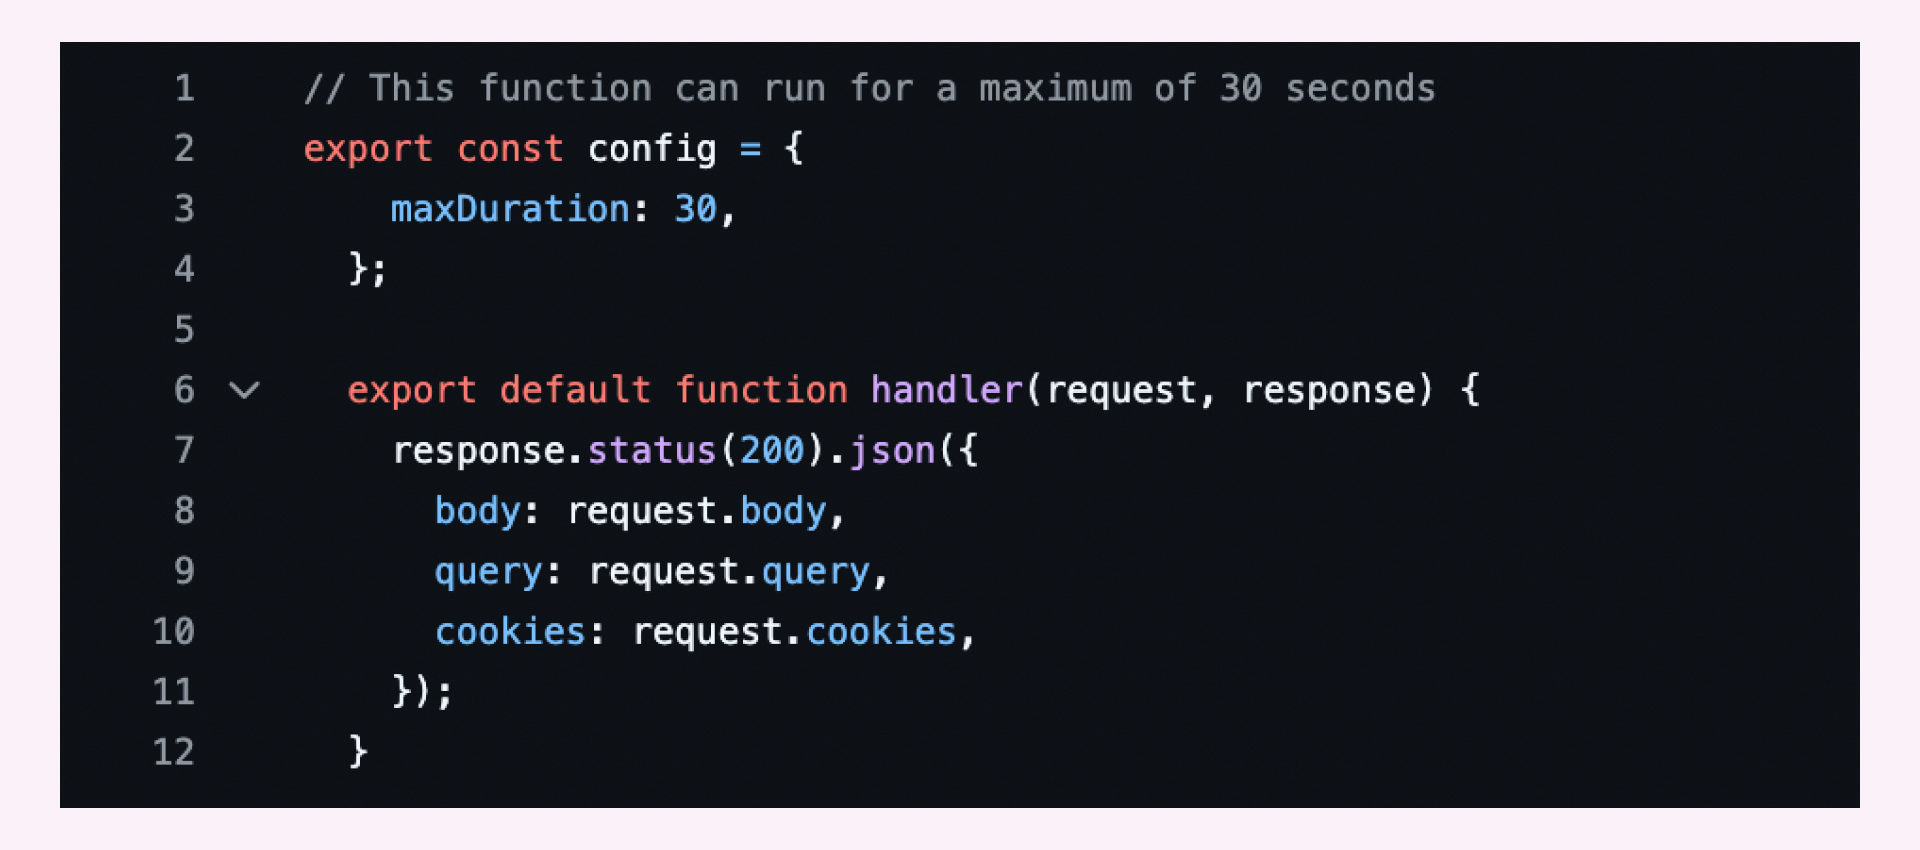 1 // This function can run for a maximum of 30 seconds
2 export const config = {
3     maxDuration: 30,
4   };
5
6   export default function handler(request, response) {
7     response.status(200).json({
8       body: request.body,
9       query: request.query,
10       cookies: request.cookies,
11     });
12   }